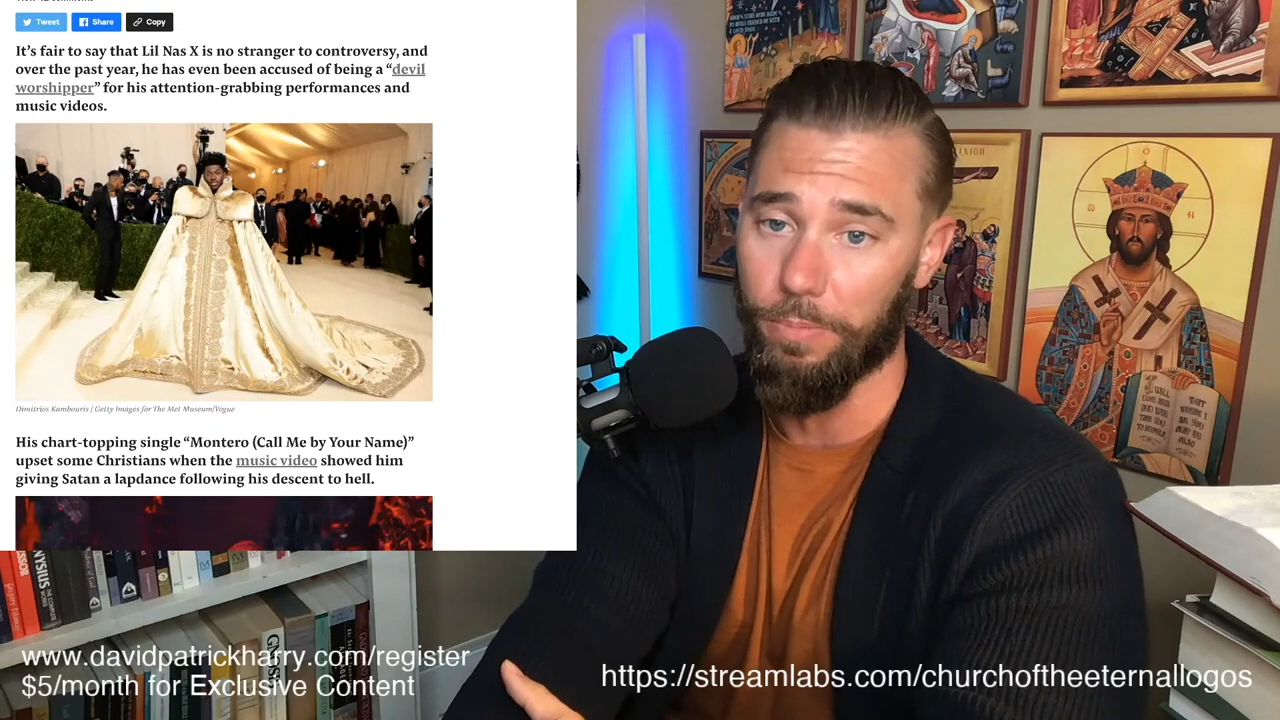 Tweet
Share
Copy
It's fair to say that Lil Nas X is no stranger to controversy, and
over the past year, he has even been accused of being a “devil
worshipper” for his attention-grabbing performances and
music videos.
Dimitrios Kambouris / Getty Images for The Met Museum/Vogue
His chart-topping single “Montero (Call Me by Your Name)”
upset some Christians when the music video showed him
giving Satan a lapdance following his descent to hell.
www.davidpatrickharry.com/register
$5/month for Exclusive Content
https://streamlabs.com/churchoftheeternallogos